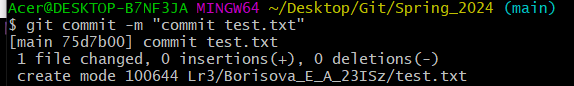 Acer@DESKTOP-B7NF3JA MINGW64 ~/Desktop/Git/Spring_2024 (main)
$ git commit -m "commit test.txt"
[main 75d7b00] commit test.txt
 1 file changed, 0 insertions(+), 0 deletions(-)
 create mode 100644 Lr3/Borisova_E_A_23ISz/test.txt